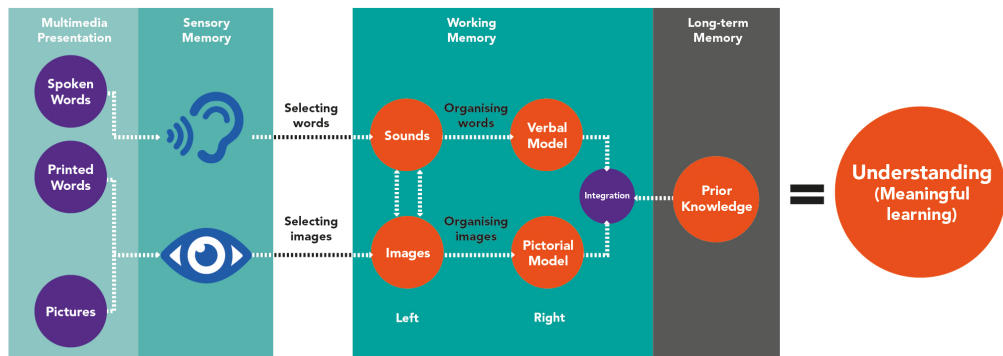 Multimedia
Presentation
Sensory
Memory
Working
Memory
Long-term
Memory
Spoken
Words
Printed
Words
Pictures
Selecting
words
Selecting
images
Sounds
Images
Organising
words
Organising
images
Verbal
Model
Pictorial
Model
Integration
Prior
Knowledge
Left
Right
=
Understanding
(Meaningful
learning)